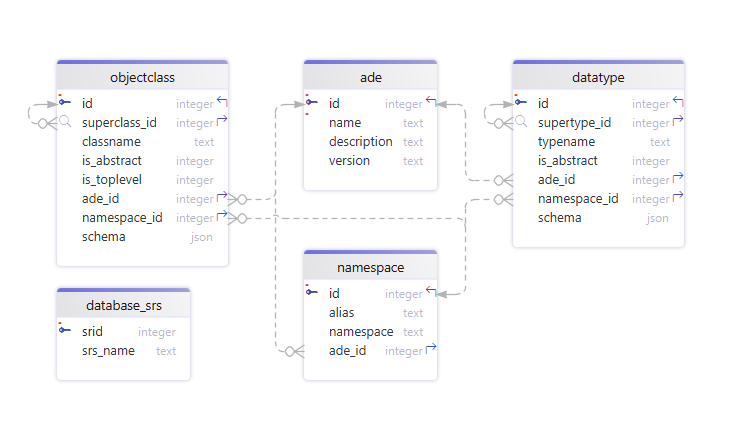 objectclass
id integer
superclass_id integer
classname text
is_abstract integer
is_toplevel integer
ade_id integer
namespace_id integer
schema json
ade
id integer
name text
description text
version text
datatype
id integer
supertype_id integer
typename text
is_abstract integer
ade_id integer
namespace_id integer
schema json
namespace
id integer
alias text
namespace text
ade_id integer
database_srs
srid integer
srs_name text